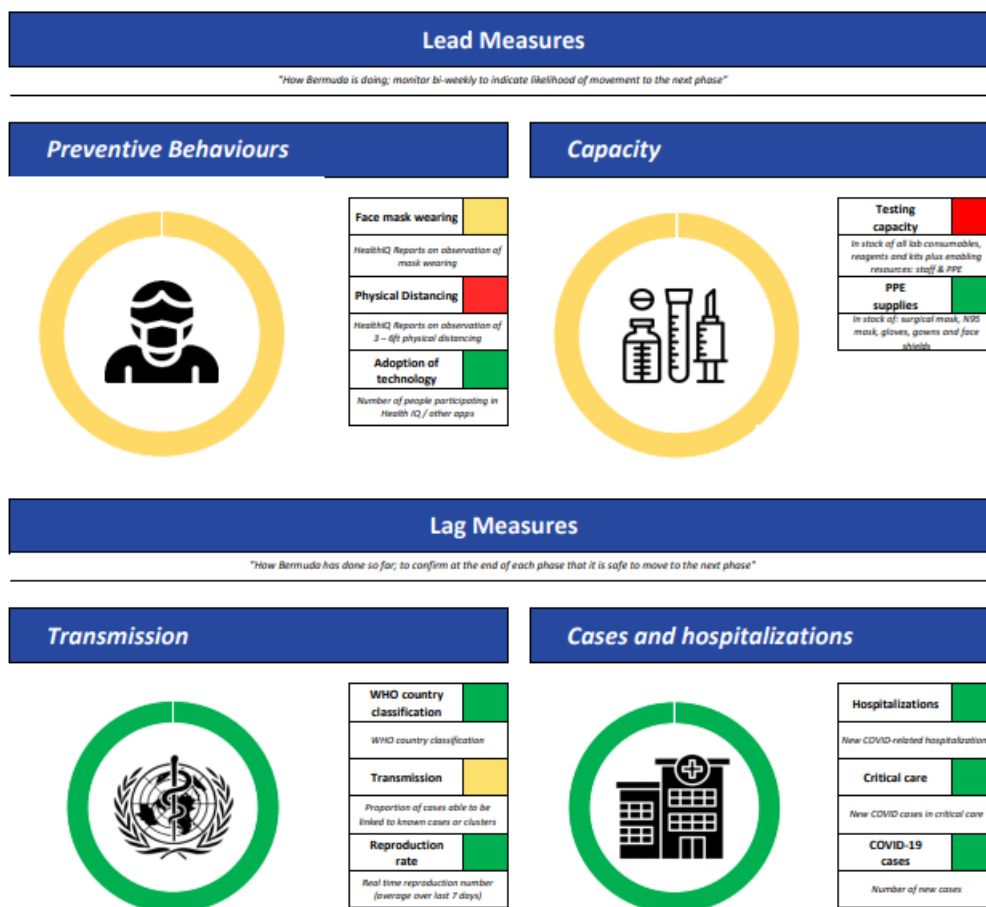 Lead Measures
"How Bermuda is doing; monitor bi-weekly to indicate likelihood of movement to the next phase"
Preventive Behaviours
Face mask wearing
HealthIQ Reports on observation of
mask wearing
Physical Distancing
HealthIQ Reports on observation of
3 – 6ft physical distancing
Adoption of
technology
Number of people participating in
Health IQ / other apps
Capacity
Testing
capacity
In stock of all lab consumables,
reagents and kits plus enabling
resources: staff & PPE
PPE
supplies
In stock of: surgical mask, N95
mask, gloves, gowns and face
shields
Lag Measures
"How Bermuda has done so far; to confirm at the end of each phase that it is safe to move to the next phase"
Transmission
WHO country
classification
WHO country classification
Transmission
Proportion of cases able to be
linked to known cases or clusters
Reproduction
rate
Real time reproduction number
(average over last 7 days)
Cases and hospitalizations
Hospitalizations
New COVID-related hospitalization
Critical care
New COVID cases in critical care
COVID-19
cases
Number of new cases